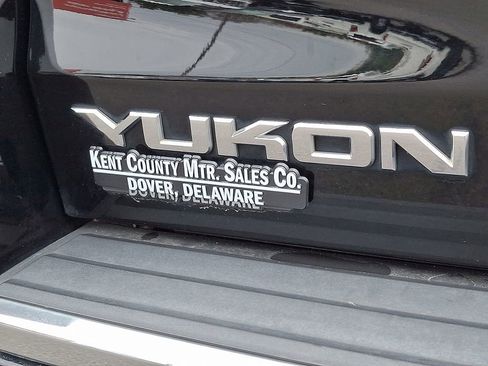 YUKON
KENT COUNTY MTR. SALES CO.
DOVER, DELAWARE